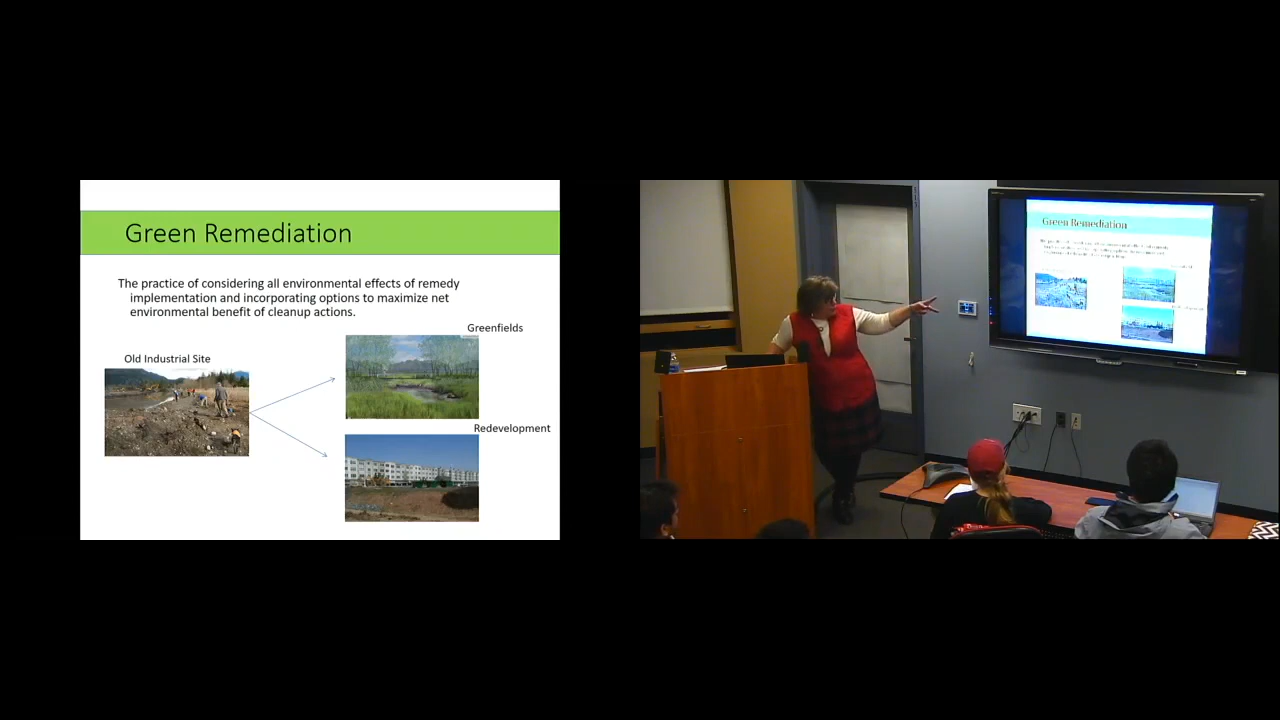 Green Remediation
The practice of considering all environmental effects of remedy
implementation and incorporating options to maximize net
environmental benefit of cleanup actions.
Greenfields
Old Industrial Site
Redevelopment
Green Remediation